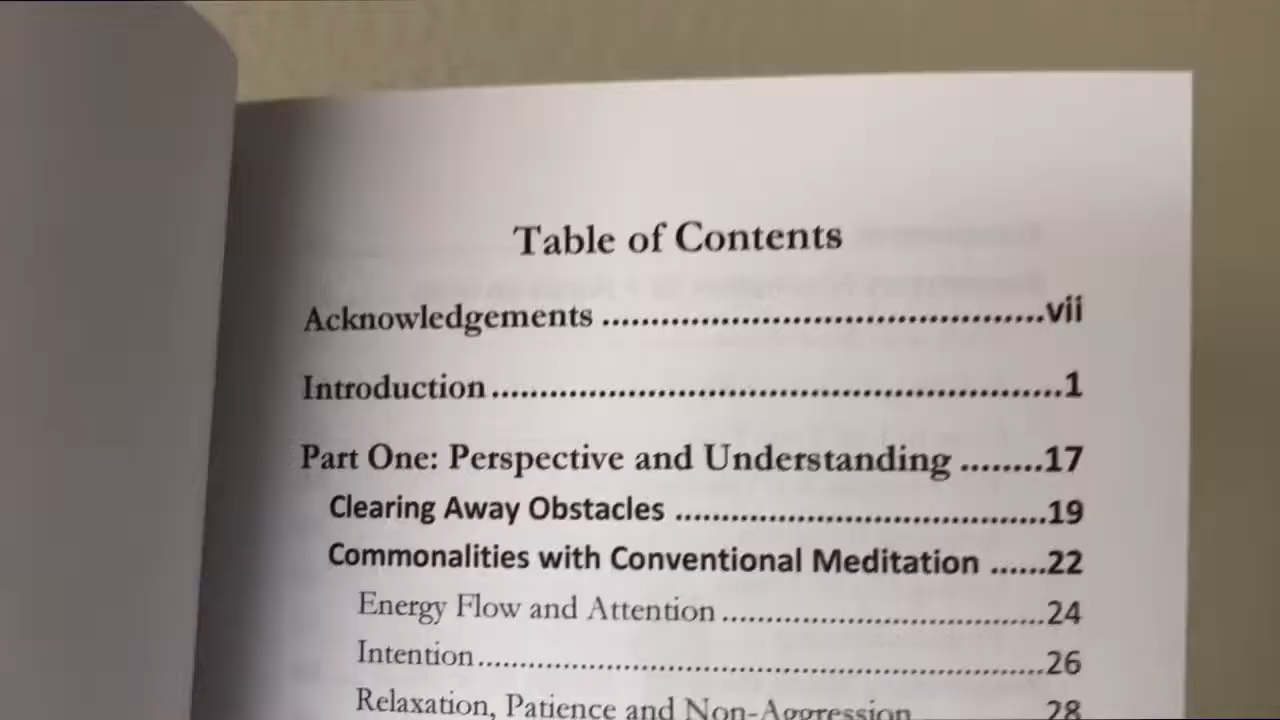 Table of Contents
Acknowledgements ..............................................vii
Introduction...........................................................1
Part One: Perspective and Understanding ........17
Clearing Away Obstacles ......................................19
Commonalities with Conventional Meditation ......22
Energy Flow and Attention .................................24
Intention..........................................................26
Relaxation, Patience and Non-Aggression 28